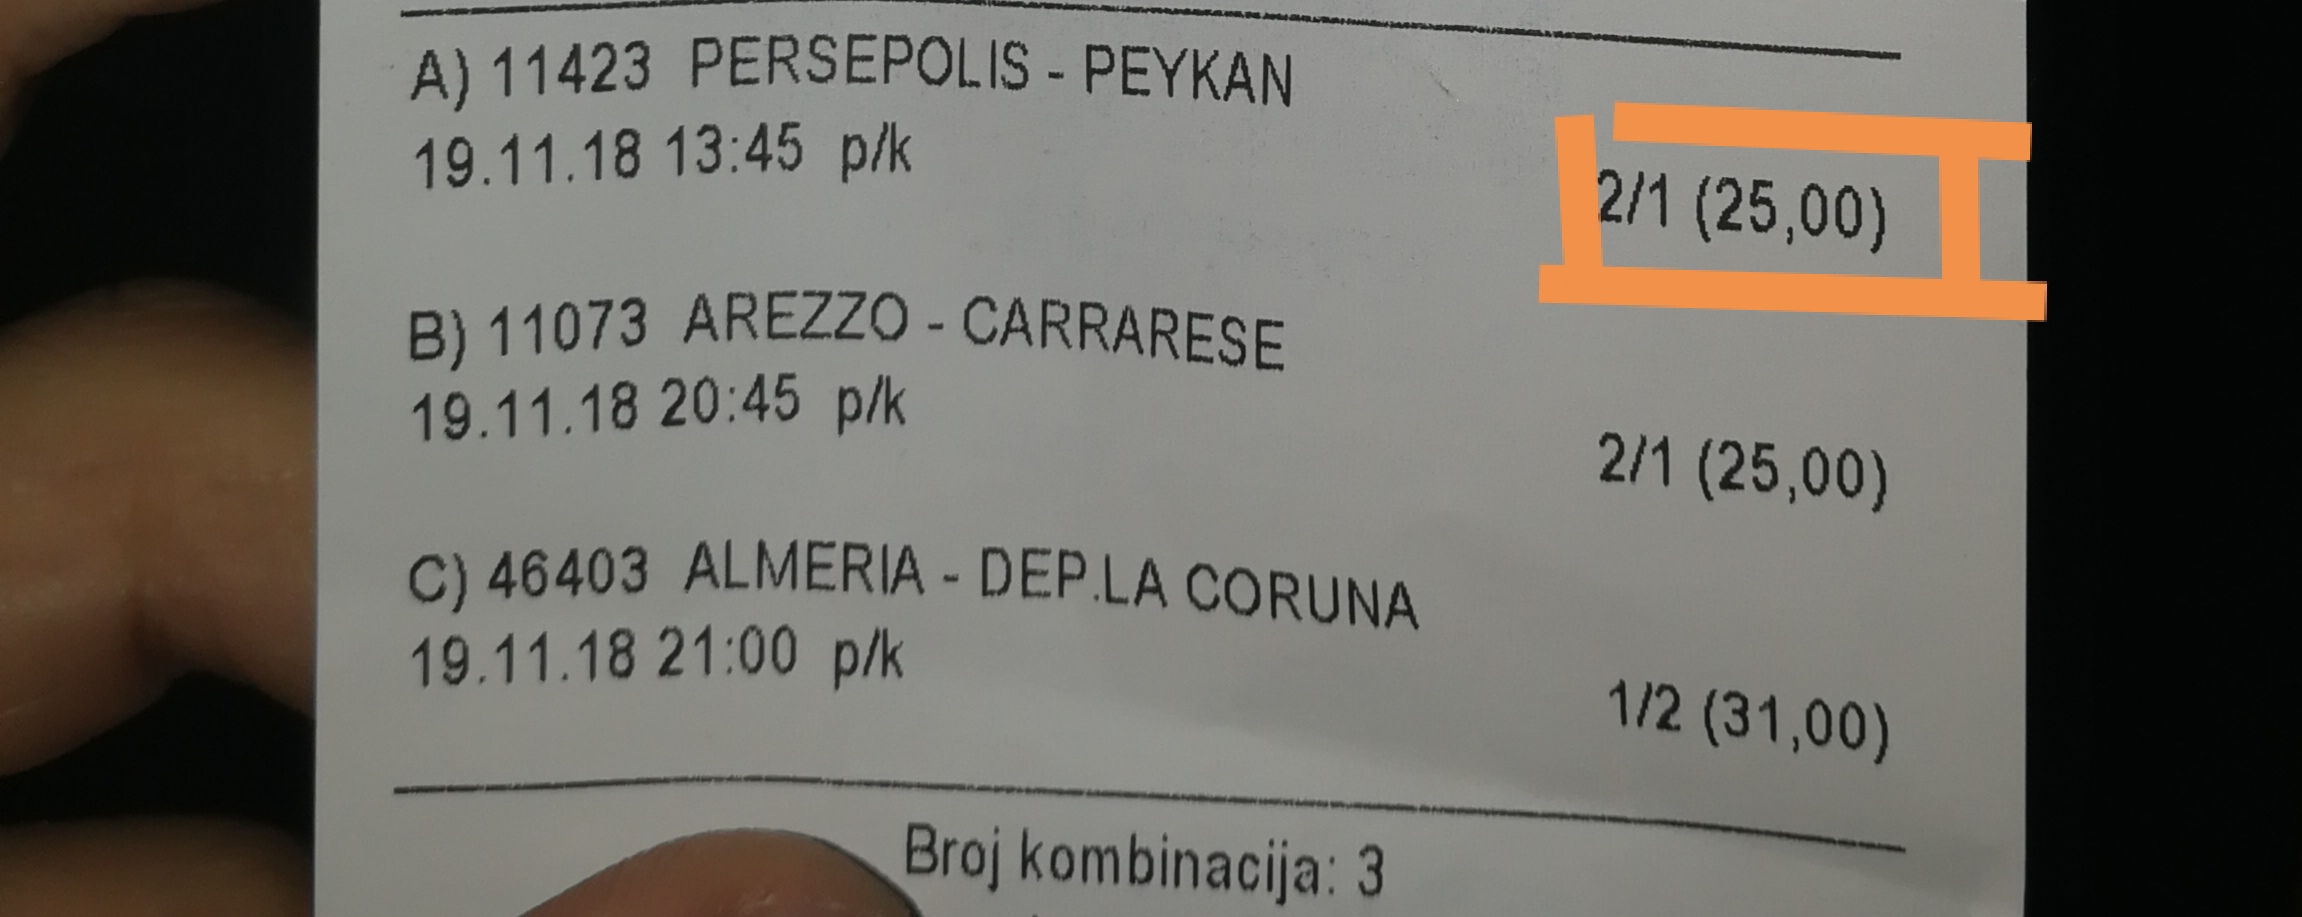 A) 11423 PERSEPOLIS - PEYKAN
19.11.18 13:45 p/k
2/1 (25,00)
B) 11073 AREZZO - CARRARESE
19.11.18 20:45 p/k
2/1 (25,00)
C) 46403 ALMERIA - DEP.LA CORUNA
19.11.18 21:00 p/k
1/2 (31,00)
Broj kombinacija: 3